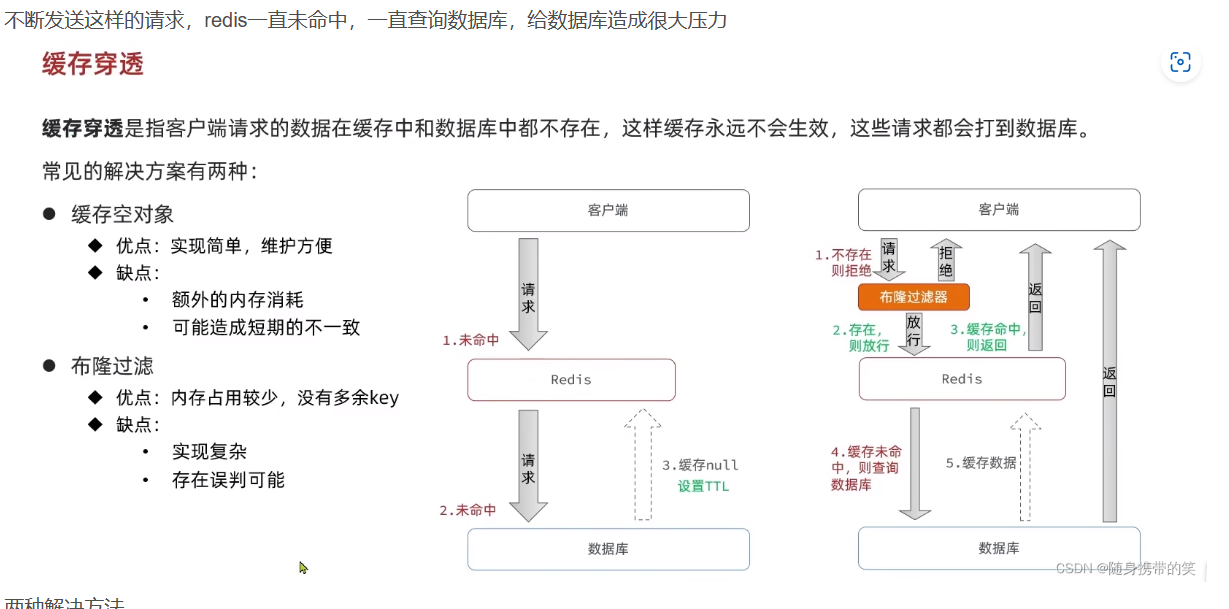 不断发送这样的请求，redis一直未命中，一直查询数据库，给数据库造成很大压力
缓存穿透
缓存穿透是指客户端请求的数据在缓存中和数据库中都不存在，这样缓存永远不会生效，这些请求都会打到数据库。
常见的解决方案有两种：
● 缓存空对象
◆ 优点：实现简单，维护方便
◆ 缺点：
• 额外的内存消耗
• 可能造成短期的不一致
● 布隆过滤
◆ 优点：内存占用较少，没有多余key
◆ 缺点：
• 实现复杂
• 存在误判可能
客户端
请求
1.未命中
Redis
请求
3.缓存null
设置TTL
2.未命中
数据库
客户端
1.不存在
则拒绝
请求
拒绝
布隆过滤器
2.存在，
则放行
放行
3.缓存命中，
则返回
返回
Redis
返回
4.缓存未命
中，则查询
数据库
5.缓存数据
数据库
CSDN @随身携带的笑
两种解决方法